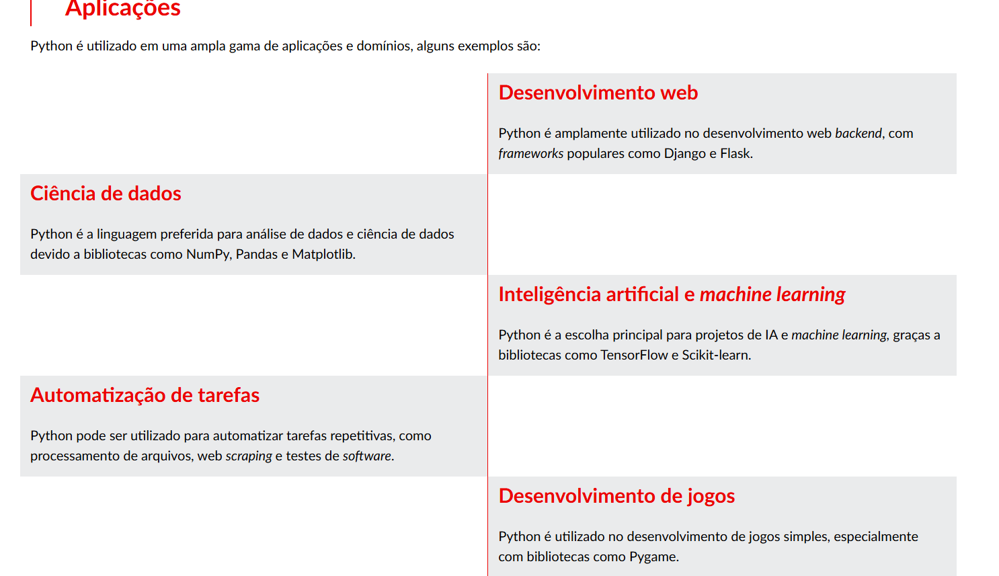 Aplicações
Python é utilizado em uma ampla gama de aplicações e domínios, alguns exemplos são:
Desenvolvimento web
Python é amplamente utilizado no desenvolvimento web backend, com
frameworks populares como Django e Flask.
Ciência de dados
Python é a linguagem preferida para análise de dados e ciência de dados
devido a bibliotecas como NumPy, Pandas e Matplotlib.
Inteligência artificial e machine learning
Python é a escolha principal para projetos de IA e machine learning, graças a
bibliotecas como TensorFlow e Scikit-learn.
Automatização de tarefas
Python pode ser utilizado para automatizar tarefas repetitivas, como
processamento de arquivos, web scraping e testes de software.
Desenvolvimento de jogos
Python é utilizado no desenvolvimento de jogos simples, especialmente
com bibliotecas como Pygame.